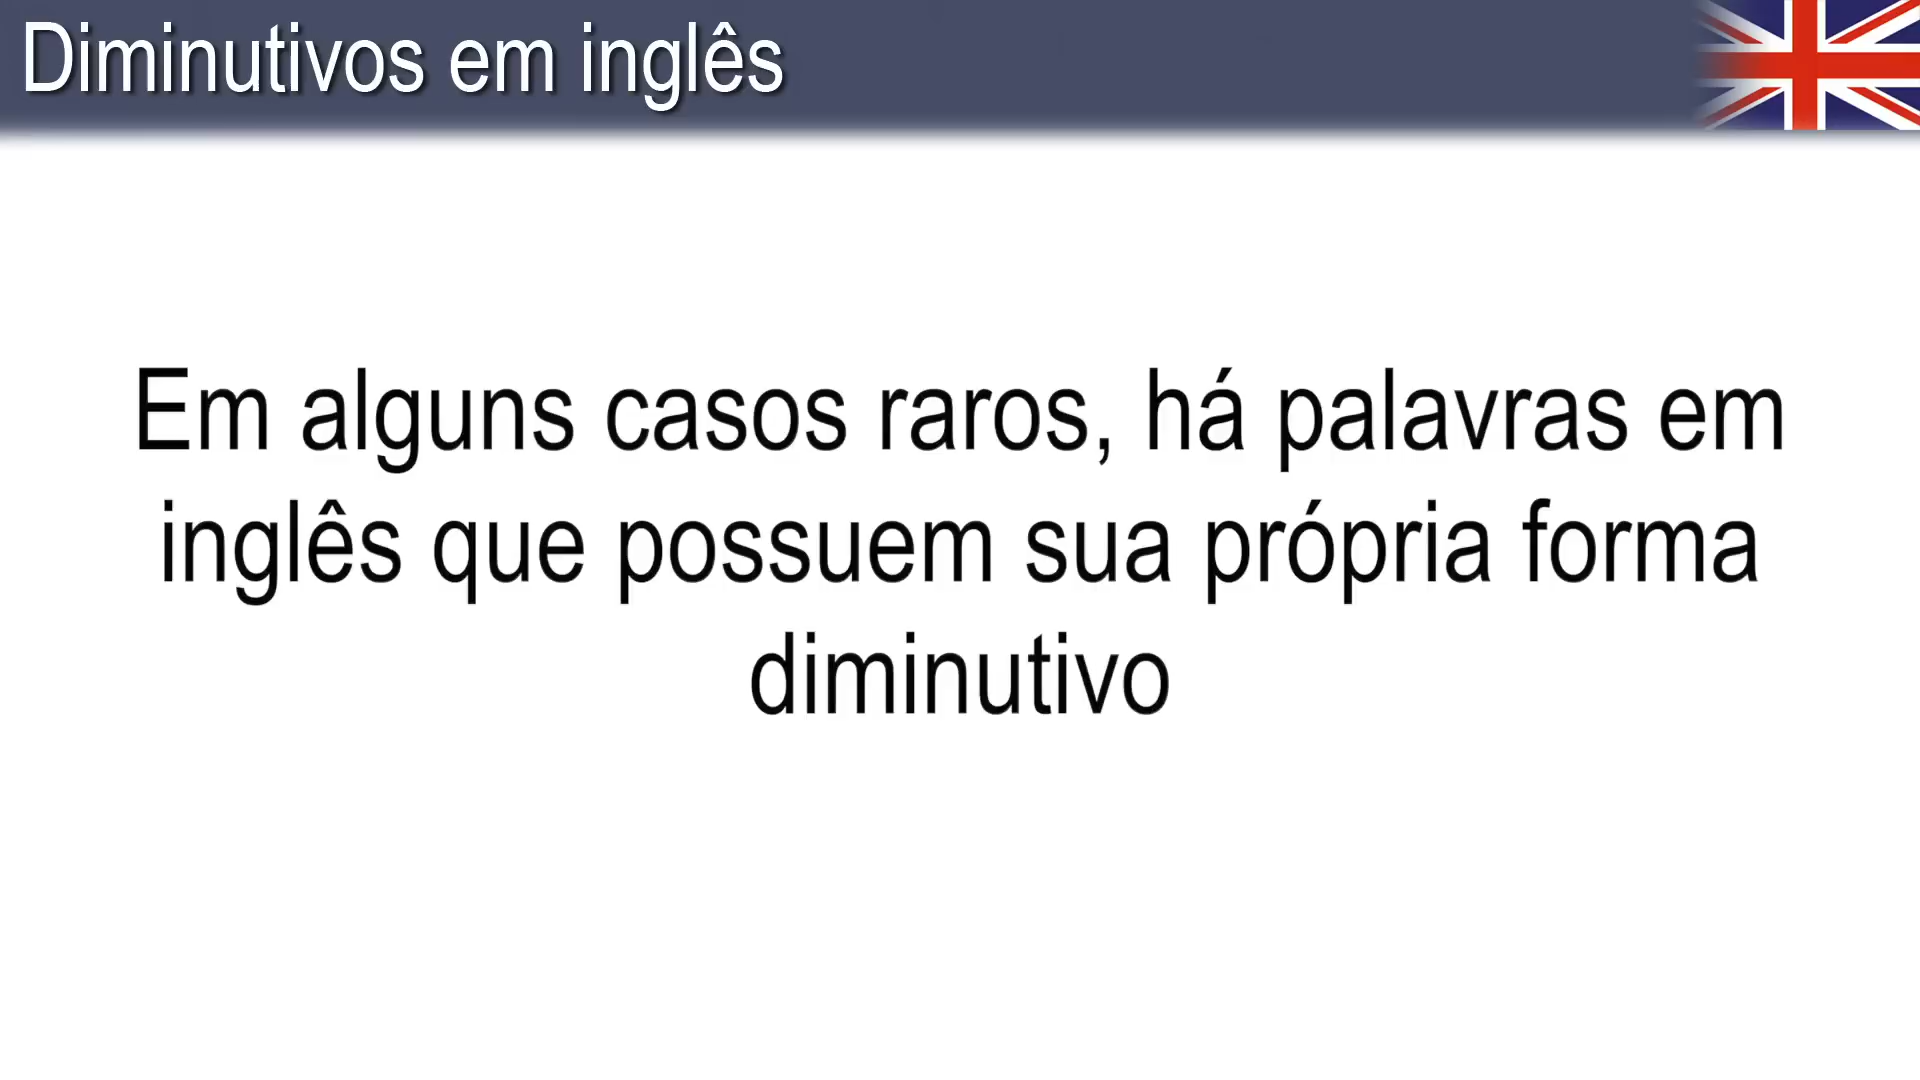 Diminutivos em inglês
Em alguns casos raros, há palavras em
inglês que possuem sua própria forma
diminutivo